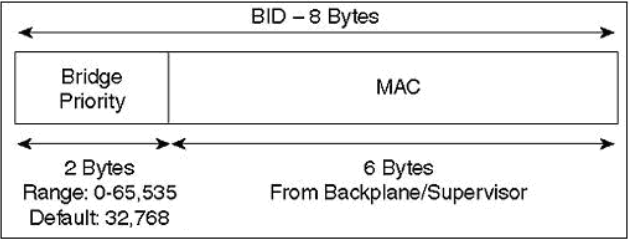 BID – 8 Bytes
Bridge
Priority
MAC
2 Bytes
Range: 0-65,535
Default: 32,768
6 Bytes
From Backplane/Supervisor